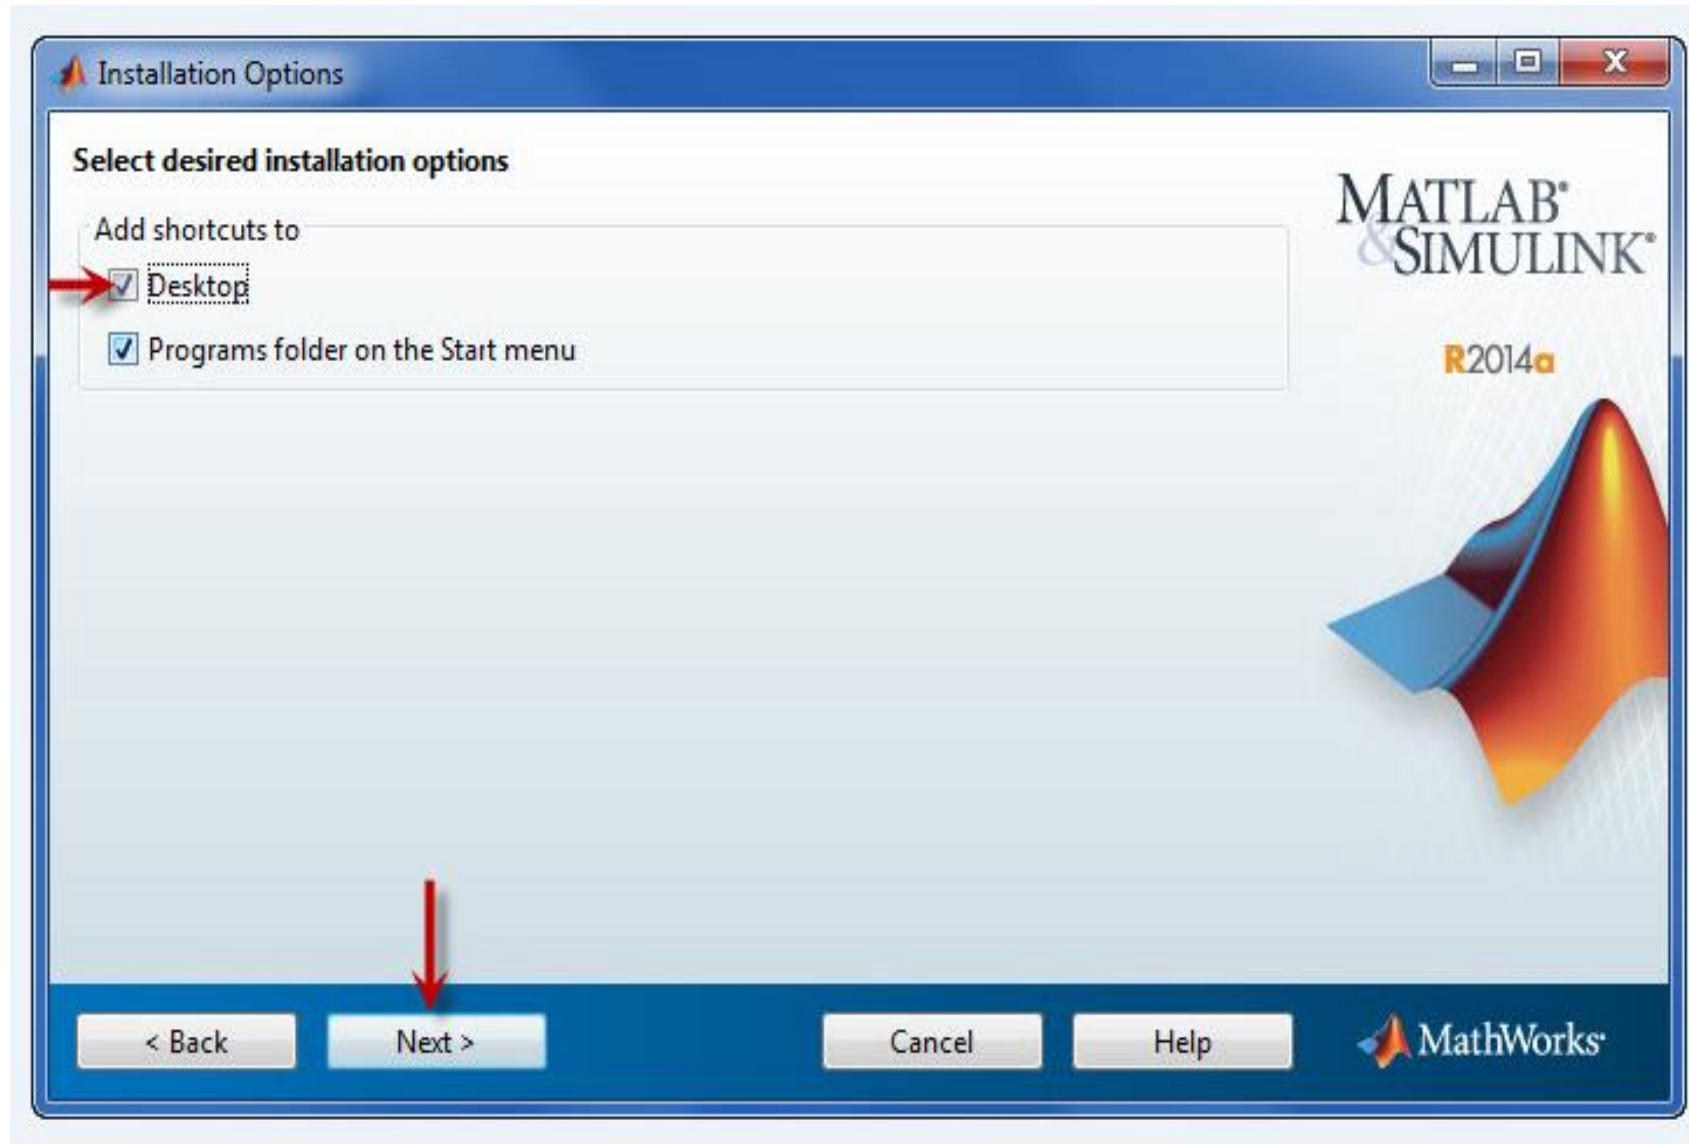 Installation Options
Select desired installation options
Add shortcuts to
Desktop
Programs folder on the Start menu
MATLAB®
&SIMULINK®
R2014a
< Back
Next >
Cancel
Help
MathWorks®